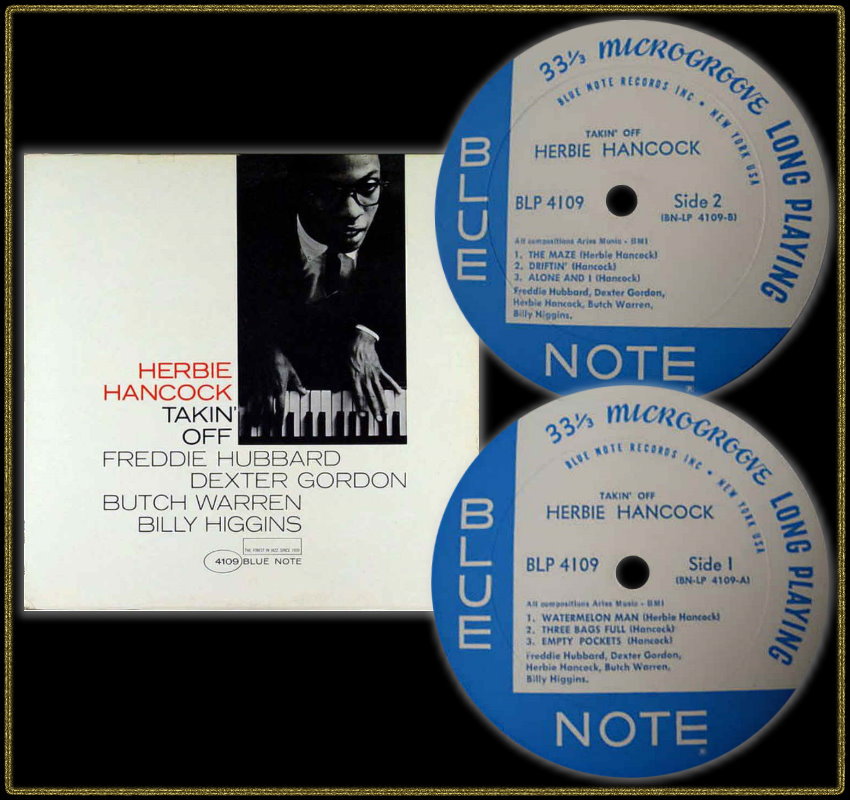 HERBIE
HANCOCK
TAKIN'
OFF
FREDDIE HUBBARD
DEXTER GORDON
BUTCH WARREN
BILLY HIGGINS
THE FINEST IN JAZZ SINCE 1939
4109 BLUE NOTE
33⅓ MICROGROOVE LONG PLAYING
BLUE NOTE RECORDS INC • NEW YORK USA
TAKIN' OFF
HERBIE HANCOCK
BLP 4109 Side 2
(BN-LP 4109-B)
All compositions Aries Music - BMI
1. THE MAZE (Herbie Hancock)
2. DRIFTIN' (Hancock)
3. ALONE AND I (Hancock)
Freddie Hubbard, Dexter Gordon,
Herbie Hancock, Butch Warren,
Billy Higgins.
BLUE
NOTE
®
33⅓ MICROGROOVE LONG PLAYING
BLUE NOTE RECORDS INC • NEW YORK USA
TAKIN' OFF
HERBIE HANCOCK
BLP 4109 Side 1
(BN-LP 4109-A)
All compositions Aries Music - BMI
1. WATERMELON MAN (Herbie Hancock)
2. THREE BAGS FULL (Hancock)
3. EMPTY POCKETS (Hancock)
Freddie Hubbard, Dexter Gordon,
Herbie Hancock, Butch Warren,
Billy Higgins.
BLUE
NOTE
®